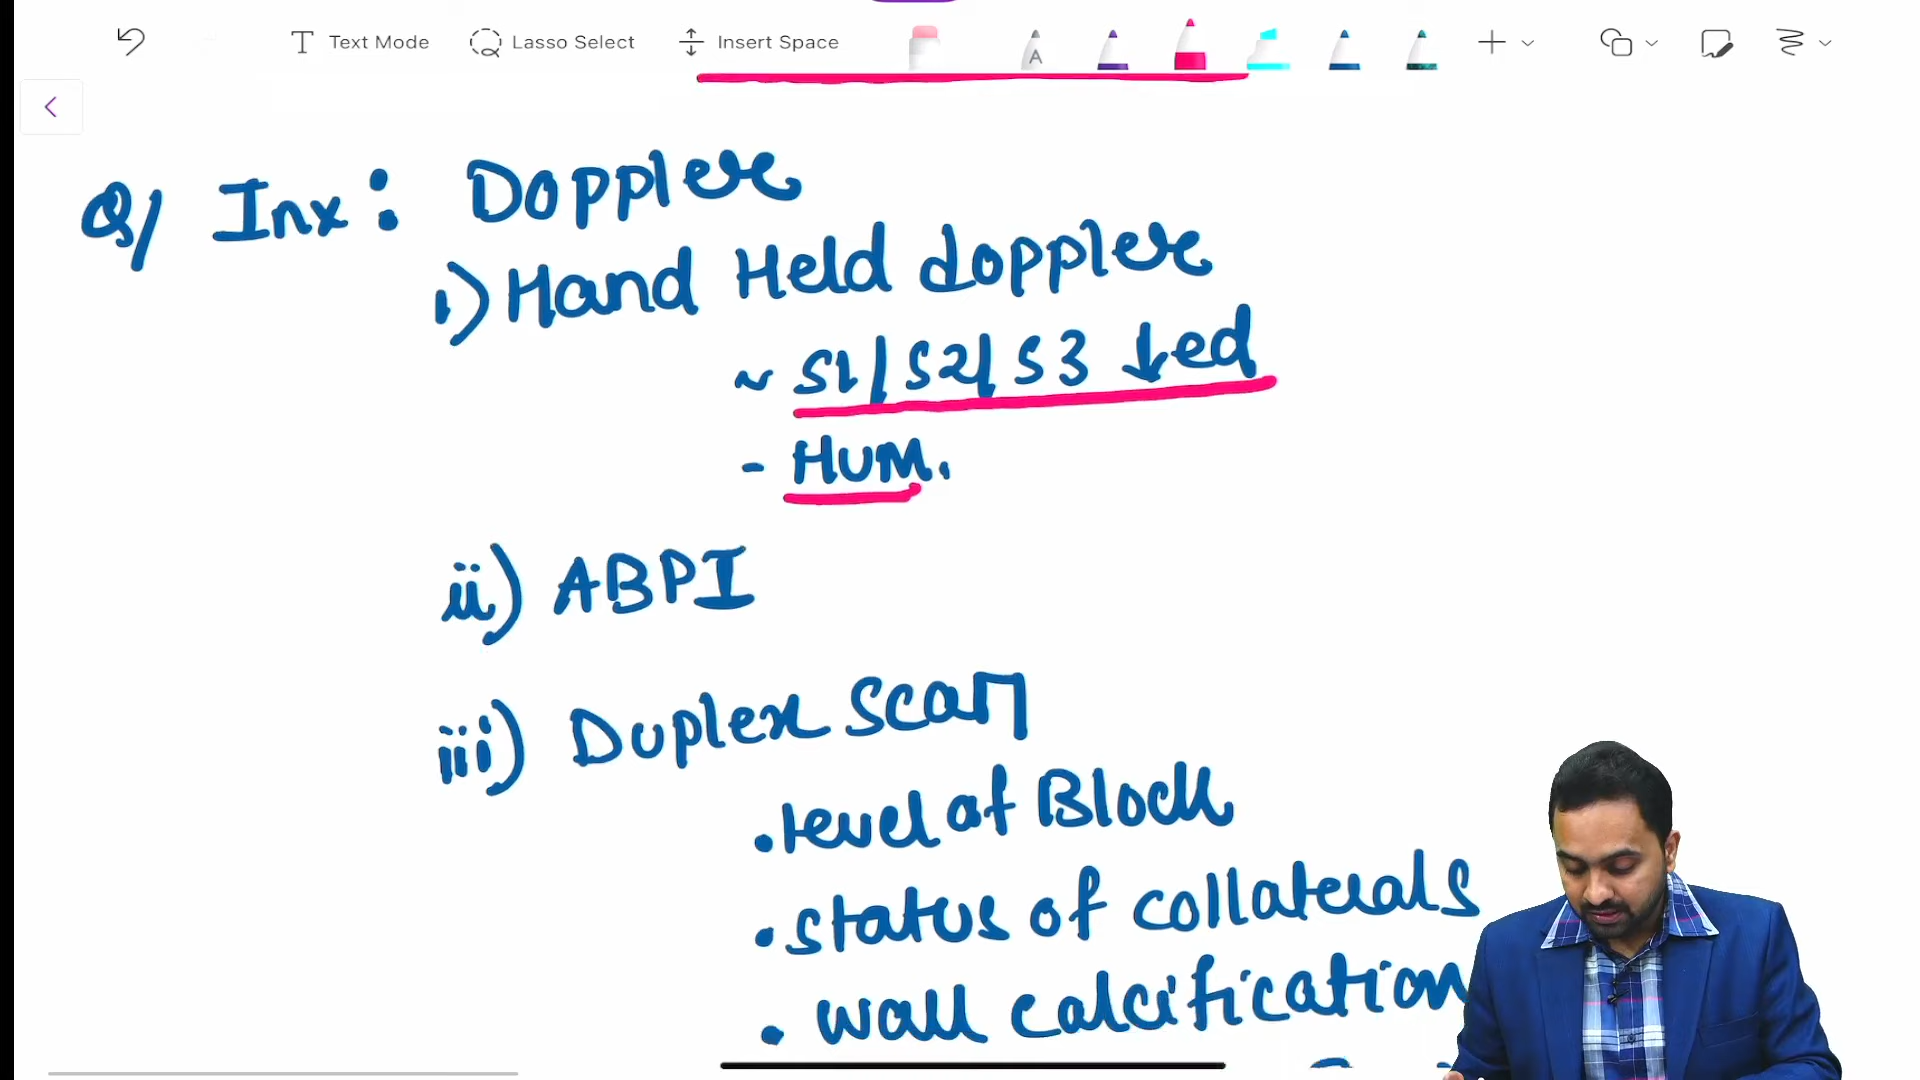 Text Mode Lasso Select Insert Space
Q/ Inx: Doppler
i) Hand Held doppler
~ S1/S2/S3 ↓ed
- Hum.
ii) ABPI
iii) Duplex Scan
• level of Block
• status of collaterals
• wall calcification